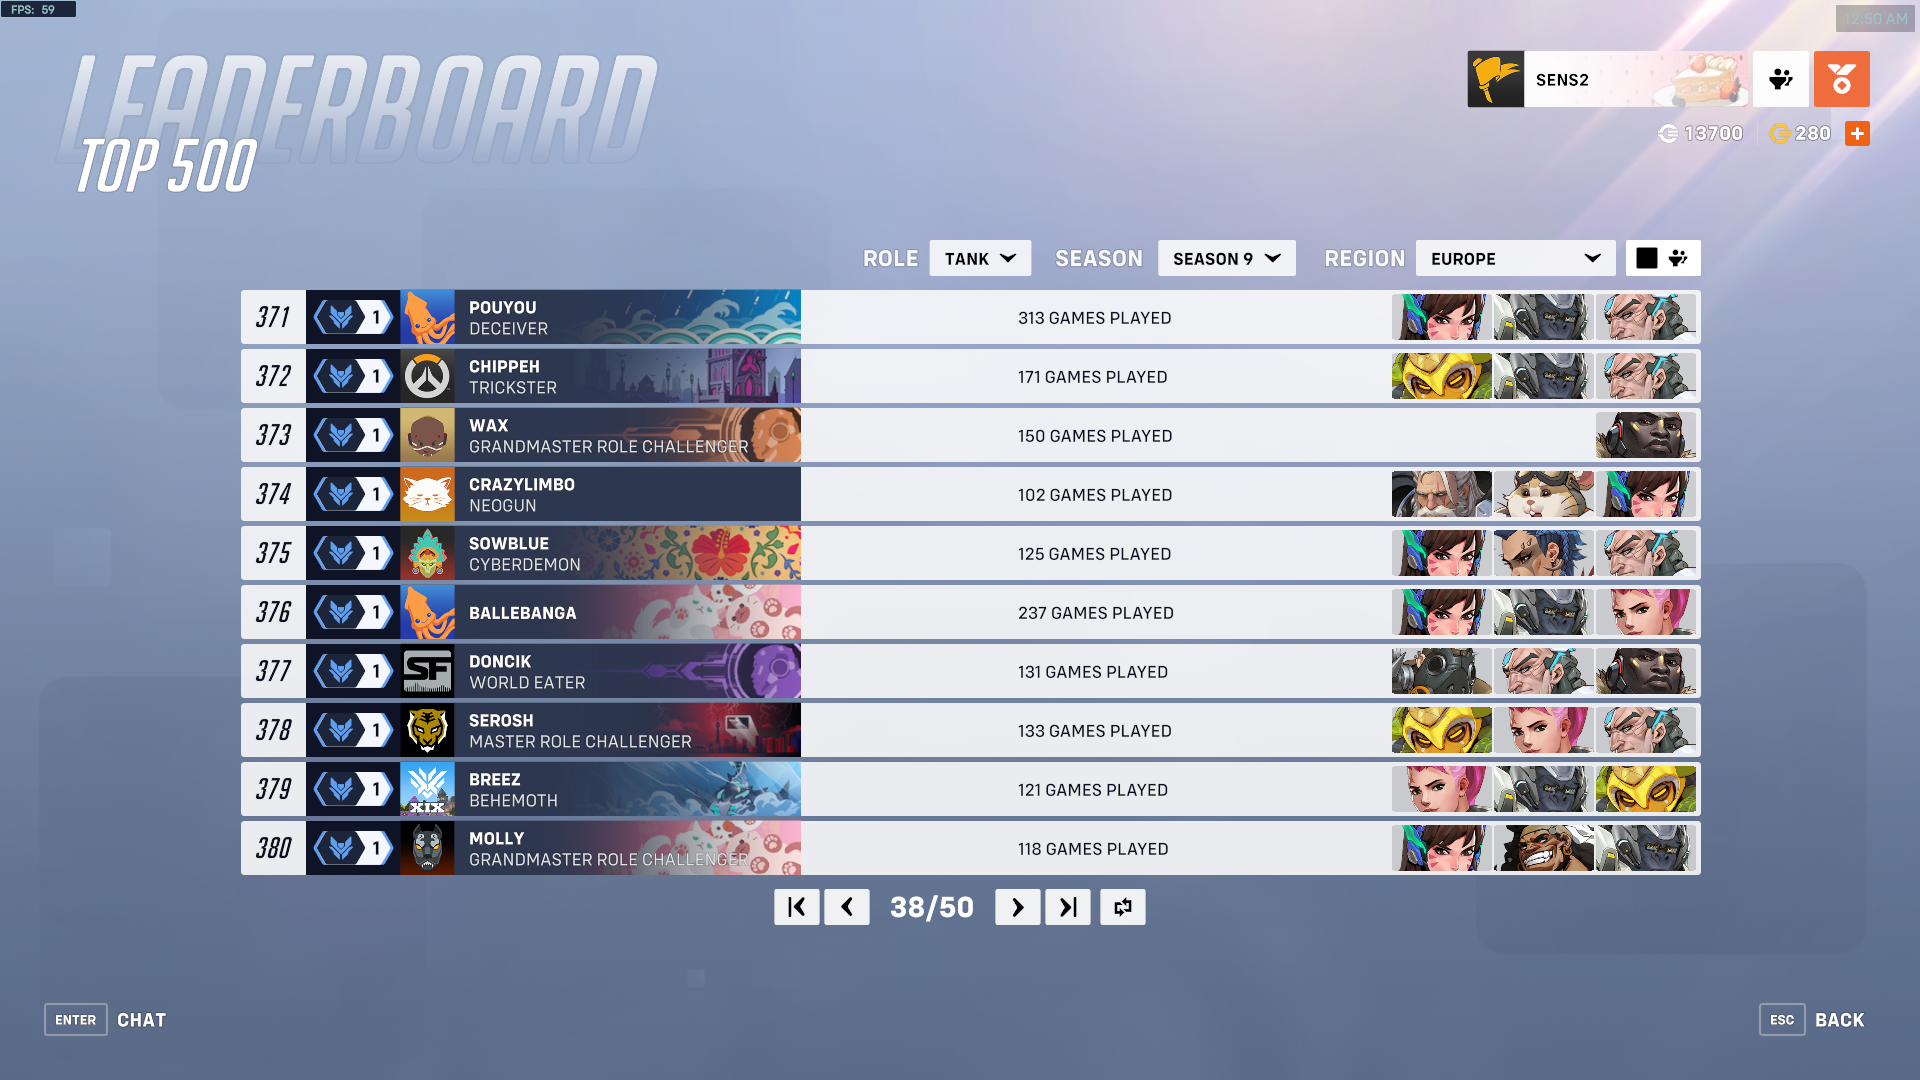 FPS: 59
12:50 AM
LEADERBOARD
TOP 500
SENS2
13700
280
ROLE
TANK
SEASON
SEASON 9
REGION
EUROPE
371
1
POUYOU
DECEIVER
313 GAMES PLAYED
372
1
CHIPPEH
TRICKSTER
171 GAMES PLAYED
373
1
WAX
GRANDMASTER ROLE CHALLENGER
150 GAMES PLAYED
374
1
CRAZYLIMBO
NEOGUN
102 GAMES PLAYED
375
1
SOWBLUE
CYBERDEMON
125 GAMES PLAYED
376
1
BALLEBANGA
237 GAMES PLAYED
377
1
SF
DONCIK
WORLD EATER
131 GAMES PLAYED
378
1
SEROSH
MASTER ROLE CHALLENGER
133 GAMES PLAYED
379
1
XIX
BREEZ
BEHEMOTH
121 GAMES PLAYED
380
1
MOLLY
GRANDMASTER ROLE CHALLENGER
118 GAMES PLAYED
38/50
ENTER
CHAT
ESC
BACK